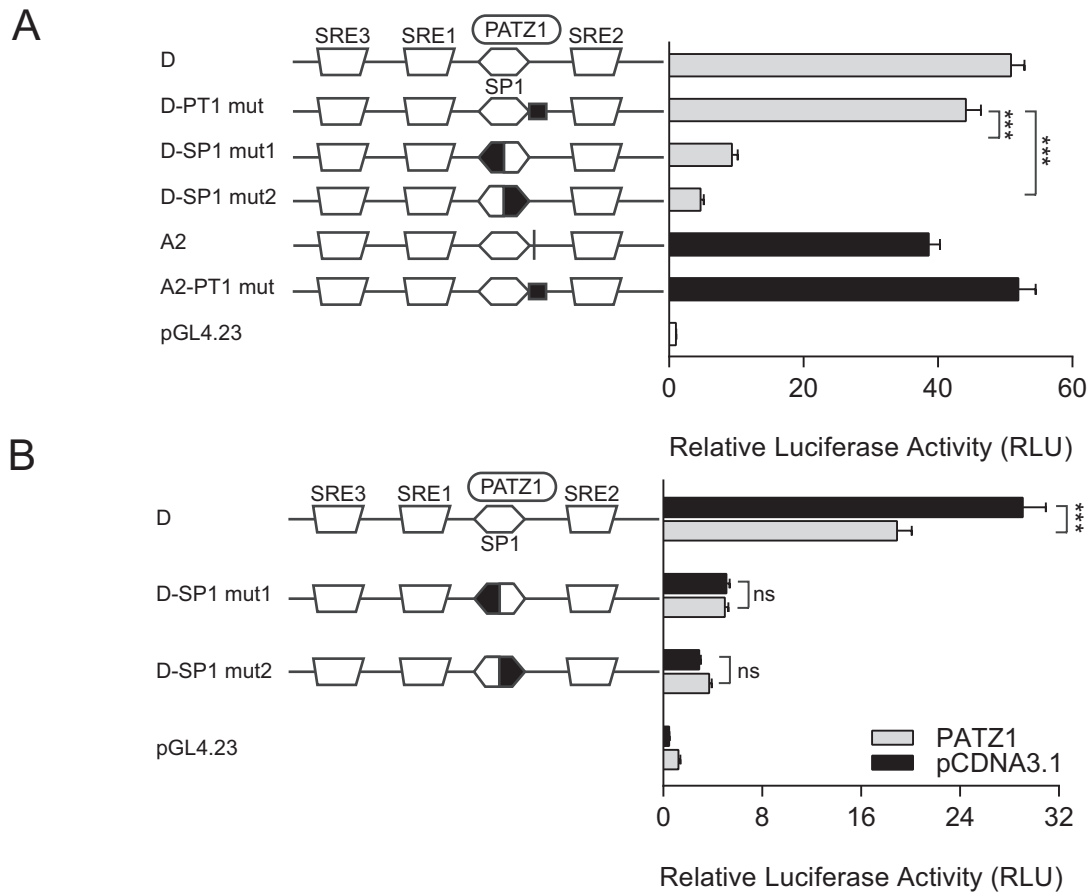 A
SRE3 SRE1 PATZ1 SRE2
D
SP1
D-PT1 mut
D-SP1 mut1
D-SP1 mut2
A2
A2-PT1 mut
pGL4.23
***
***
0 20 40 60
Relative Luciferase Activity (RLU)
B
SRE3 SRE1 PATZ1 SRE2
D
SP1
***
D-SP1 mut1
ns
D-SP1 mut2
ns
pGL4.23
PATZ1
pCDNA3.1
0 8 16 24 32
Relative Luciferase Activity (RLU)